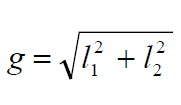 g = √(l₁² + l₂²)